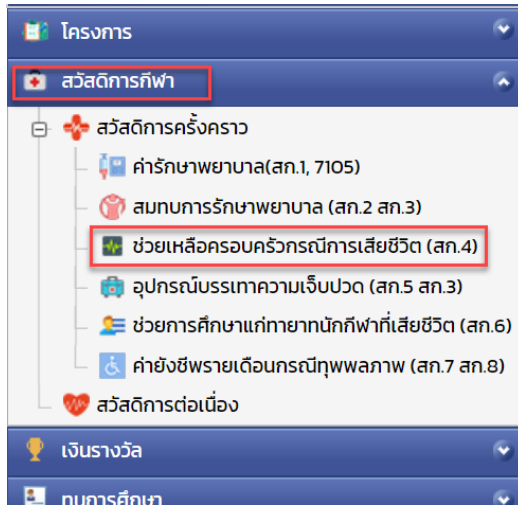 โครงการ
สวัสดิการกีฬา
สวัสดิการครั้งคราว
ค่ารักษาพยาบาล(สก.1, 7105)
สมทบการรักษาพยาบาล (สก.2 สก.3)
ช่วยเหลือครอบครัวกรณีการเสียชีวิต (สก.4)
อุปกรณ์บรรเทาความเจ็บปวด (สก.5 สก.3)
ช่วยการศึกษาแก่ทายาทนักกีฬาที่เสียชีวิต (สก.6)
ค่ายังชีพรายเดือนกรณีทุพพลภาพ (สก.7 สก.8)
สวัสดิการต่อเนื่อง
เงินรางวัล
ทุนการศึกษา